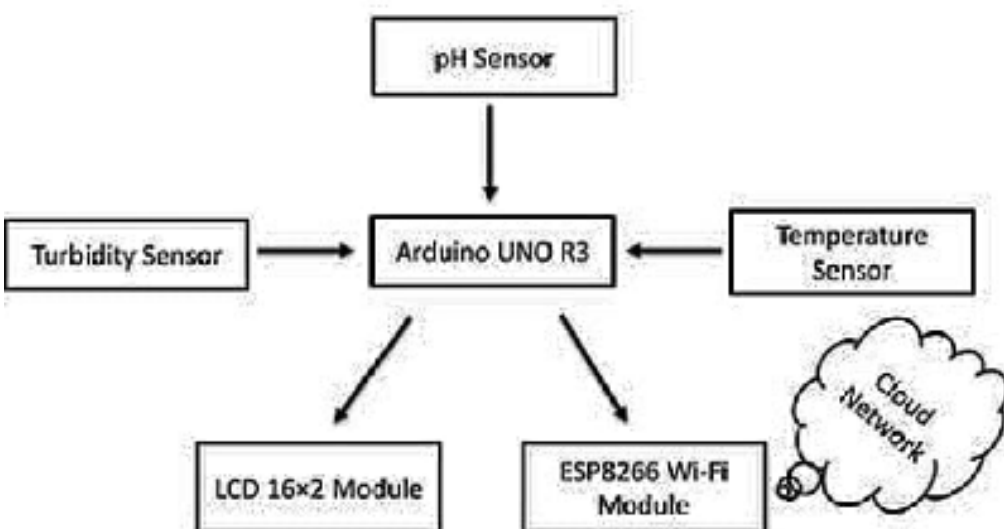 pH Sensor
Turbidity Sensor
Arduino UNO R3
Temperature
Sensor
Cloud
Network
LCD 16×2 Module
ESP8266 Wi-Fi
Module